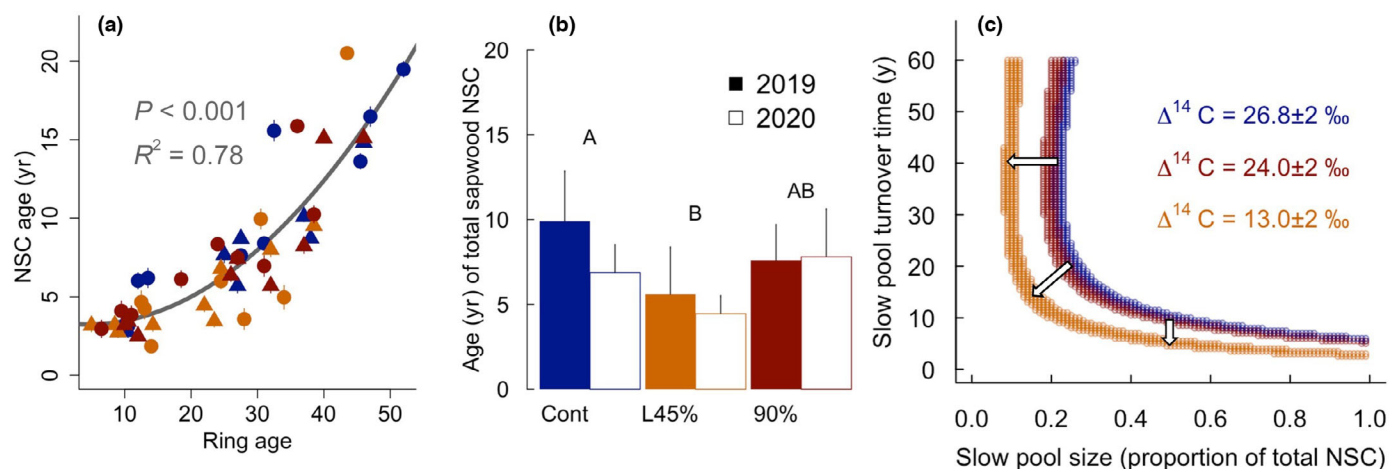 (a)
NSC age (yr)
20
15
10
5
0
P < 0.001
R² = 0.78
10 20 30 40 50
Ring age
(b)
Age (yr) of total sapwood NSC
20
15
10
5
0
2019
2020
A
B
AB
Cont L45% 90%
(c)
Slow pool turnover time (y)
60
50
40
30
20
10
0
Δ¹⁴ C = 26.8±2 ‰
Δ¹⁴ C = 24.0±2 ‰
Δ¹⁴ C = 13.0±2 ‰
0.0 0.2 0.4 0.6 0.8 1.0
Slow pool size (proportion of total NSC)